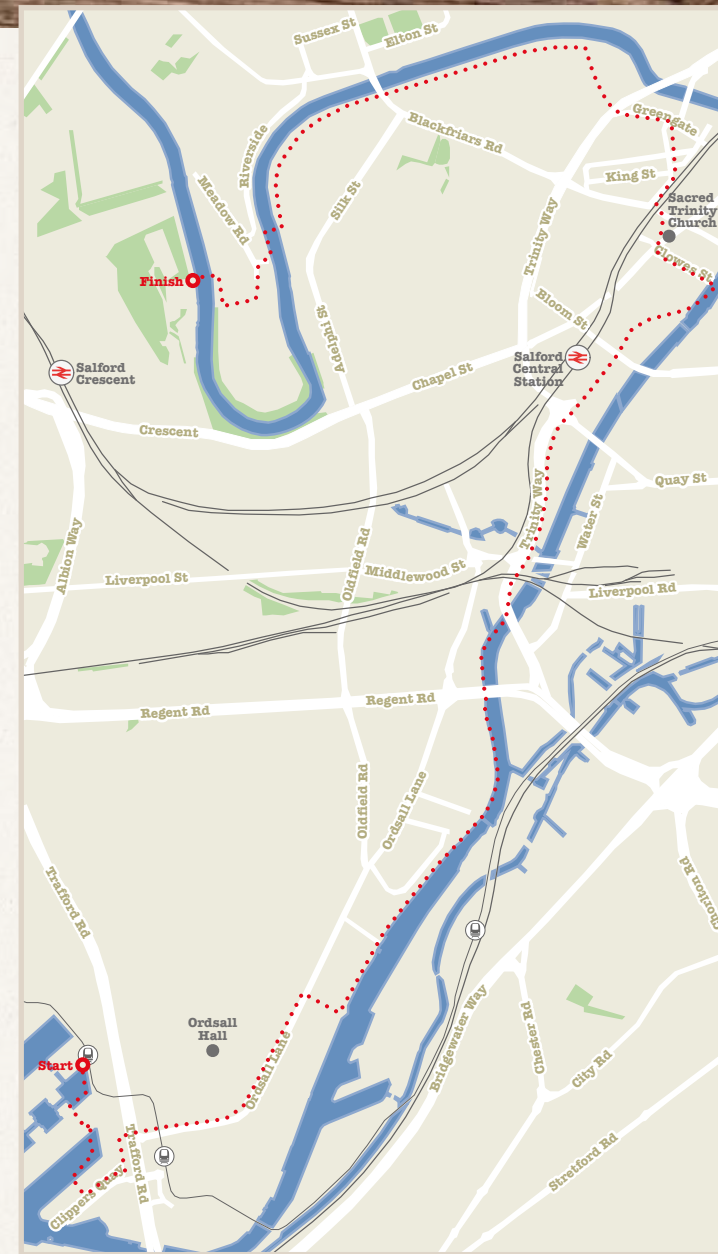 Sussex St
Elton St
Riverside
Blackfriars Rd
Greengate
Meadow Rd
Silk St
King St
Sacred
Trinity
Church
Trinity Way
Clowes St
Finish
Adelphi St
Bloom St
Salford
Central
Station
Salford
Crescent
Chapel St
Crescent
Quay St
Trinity Way
Water St
Albion Way
Oldfield Rd
Liverpool St
Middlewood St
Liverpool Rd
Regent Rd
Regent Rd
Oldfield Rd
Ordsall Lane
Trafford Rd
Chorlton Rd
Ordsall
Hall
Start
Ordsall Lane
Bridgewater Way
Chester Rd
City Rd
Trafford Rd
Clippers Quay
Stretford Rd